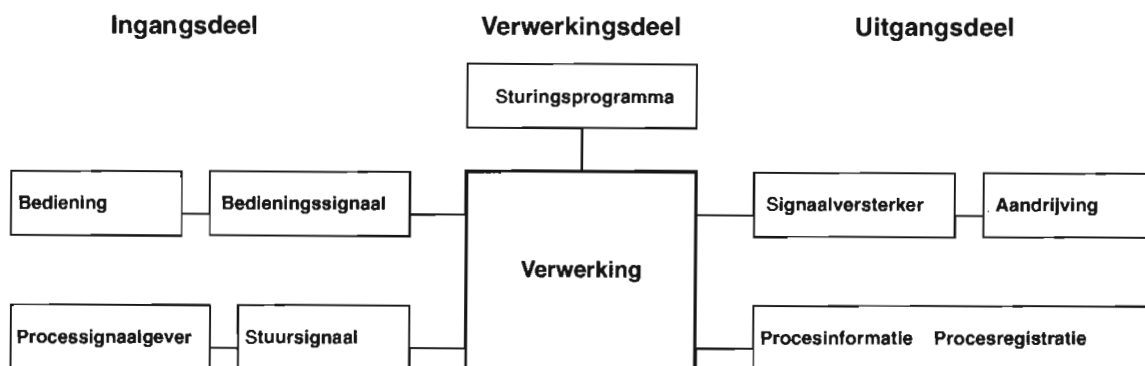 Ingangsdeel Verwerkingsdeel Uitgangsdeel
Sturingsprogramma
Bediening Bedieningssignaal Signaalversterker Aandrijving
Verwerking
Processignaalgever Stuursignaal Procesinformatie Procesregistratie